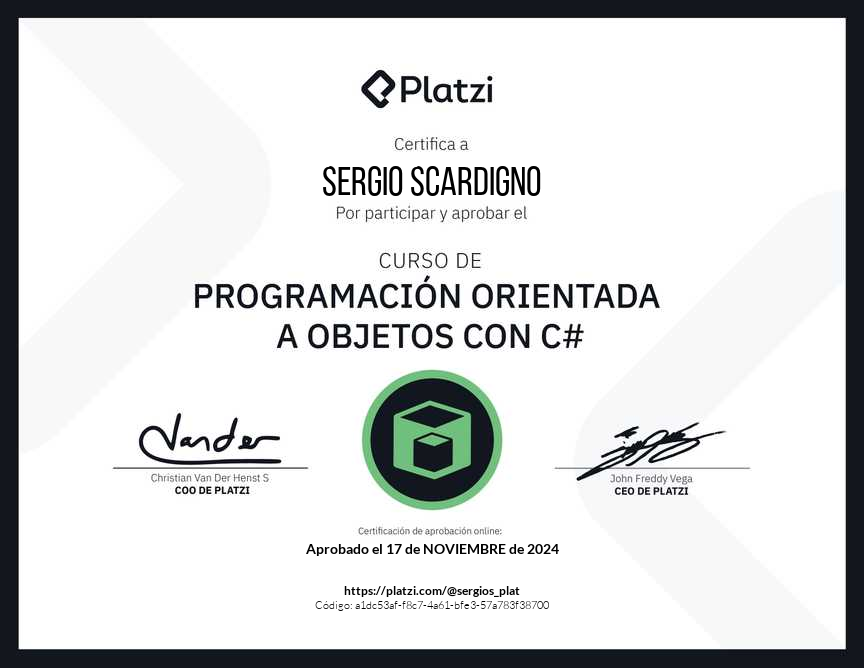 Platzi
Certifica a
SERGIO SCARDIGNO
Por participar y aprobar el
CURSO DE
PROGRAMACIÓN ORIENTADA
A OBJETOS CON C#
Vander
Christian Van Der Henst S
COO DE PLATZI
John Freddy Vega
CEO DE PLATZI
Certificación de aprobación online:
Aprobado el 17 de NOVIEMBRE de 2024
https://platzi.com/@sergios_plat
Código: a1dc53af-f8c7-4a61-bfe3-57a783f38700